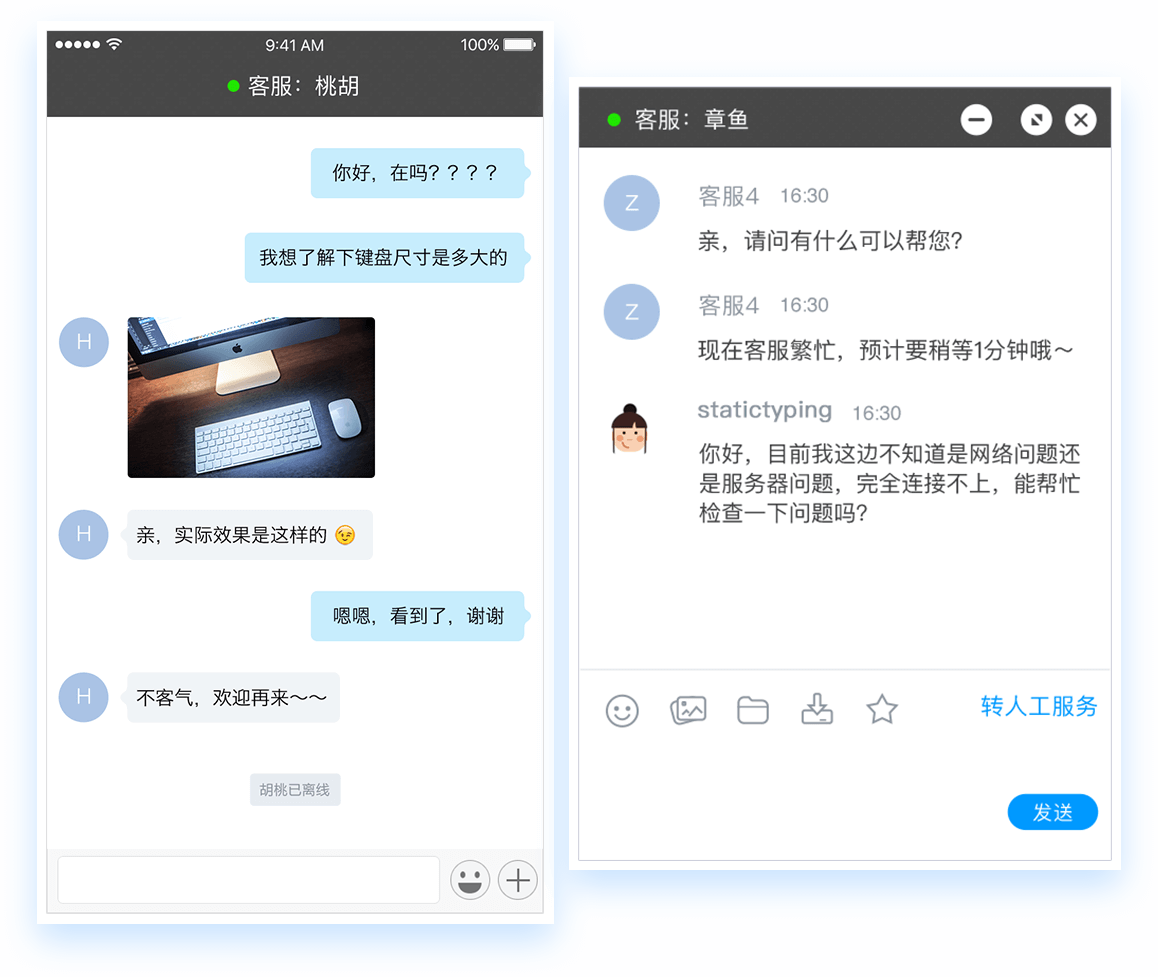 9:41 AM
100%
客服：桃胡
你好，在吗？？？？
我想了解下键盘尺寸是多大的
H
H
亲，实际效果是这样的 😉
嗯嗯，看到了，谢谢
H
不客气，欢迎再来～～
胡桃已离线
客服：章鱼
Z
客服4 16:30
亲，请问有什么可以帮您?
Z
客服4 16:30
现在客服繁忙，预计要稍等1分钟哦～
statictyping 16:30
你好，目前我这边不知道是网络问题还
是服务器问题，完全连接不上，能帮忙
检查一下问题吗?
转人工服务
发送